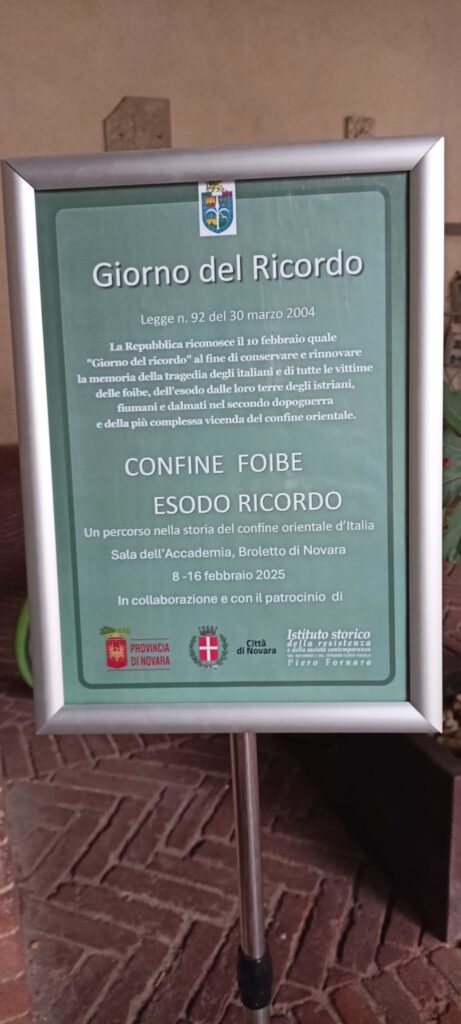 Giorno del Ricordo
Legge n. 92 del 30 marzo 2004
La Repubblica riconosce il 10 febbraio quale
"Giorno del ricordo" al fine di conservare e rinnovare
la memoria della tragedia degli italiani e di tutte le vittime
delle foibe, dell'esodo dalle loro terre degli istriani,
fiumani e dalmati nel secondo dopoguerra
e della più complessa vicenda del confine orientale.
CONFINE FOIBE
ESODO RICORDO
Un percorso nella storia del confine orientale d'Italia
Sala dell'Accademia, Broletto di Novara
8 -16 febbraio 2025
In collaborazione e con il patrocinio di
PROVINCIA
DI NOVARA
Città
di Novara
Istituto storico
della resistenza
e della società contemporanea
Piero Fornara